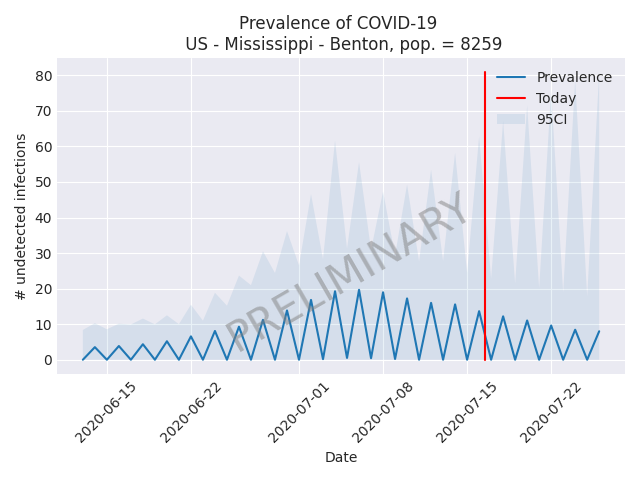 Prevalence of COVID-19
US - Mississippi - Benton, pop. = 8259
Prevalence
Today
95CI
80
70
60
50
40
30
20
10
0
# undetected infections
PRELIMINARY
2020-06-15
2020-06-22
2020-07-01
2020-07-08
2020-07-15
2020-07-22
Date